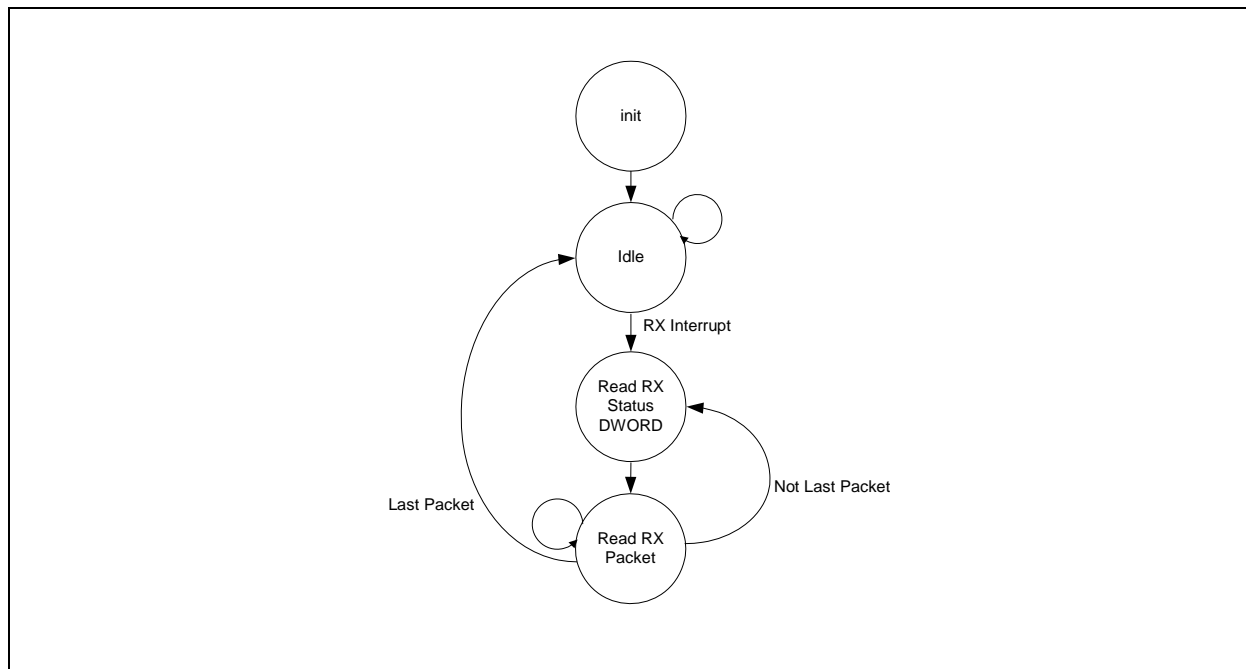 init
Idle
RX Interrupt
Read RX
Status
DWORD
Not Last Packet
Last Packet
Read RX
Packet